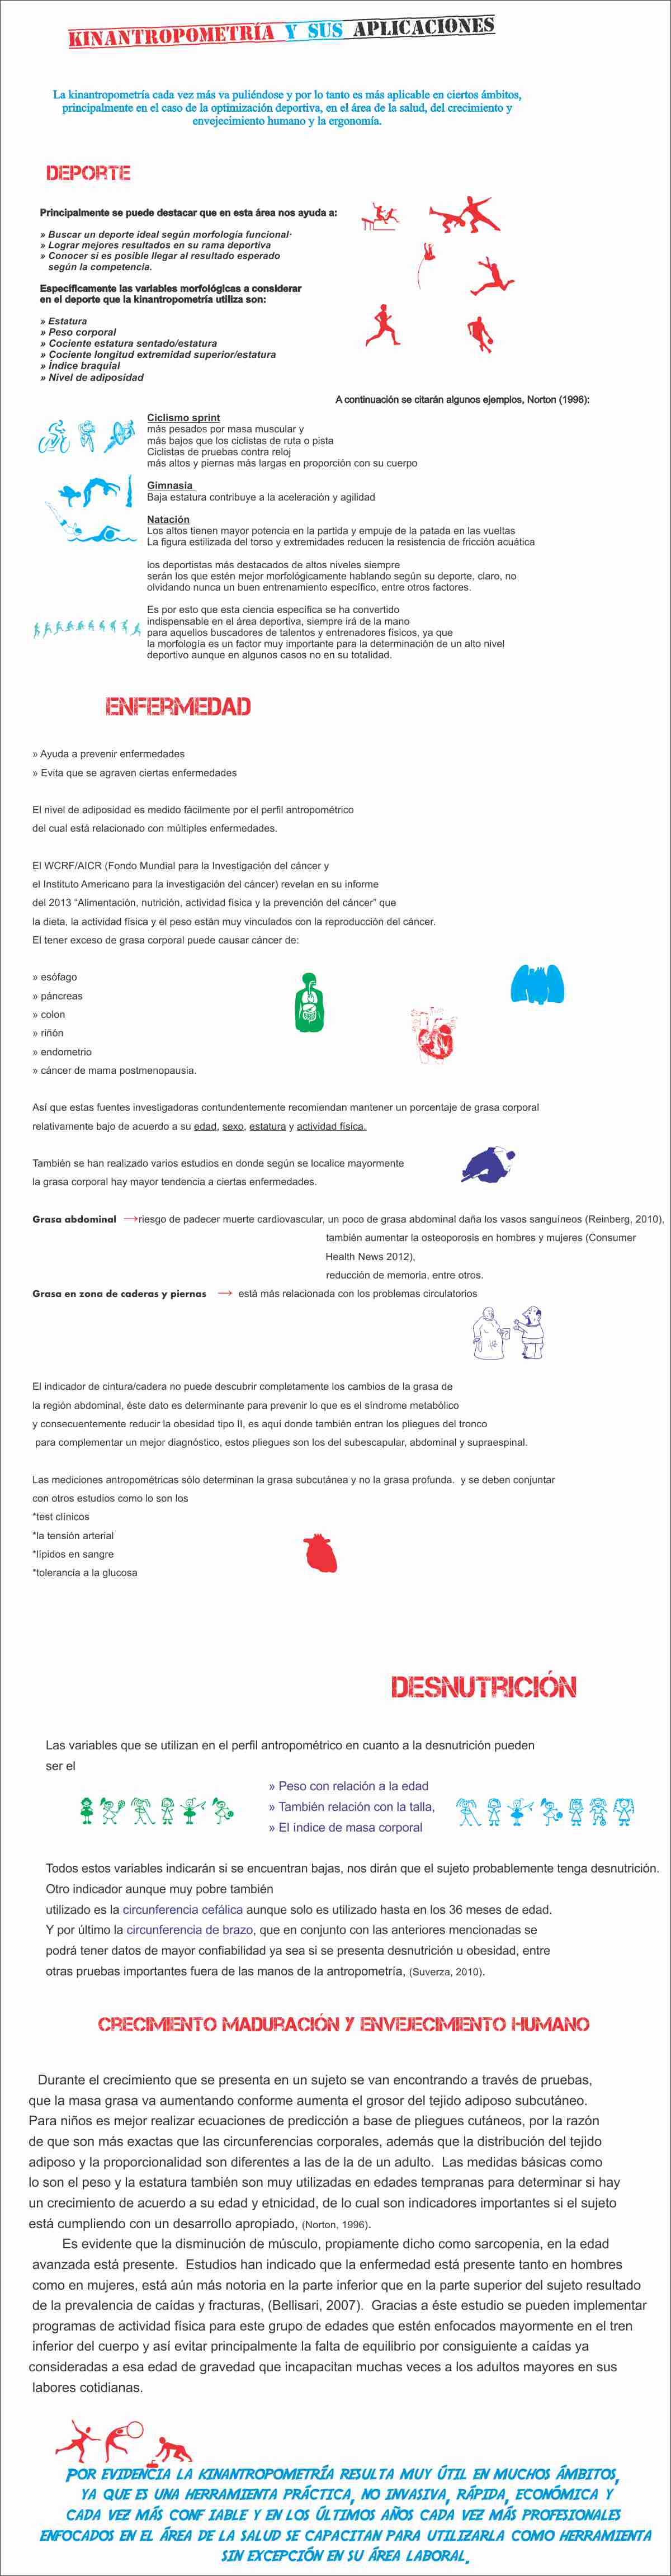 KINANTROPOMETRÍA Y SUS APLICACIONES
La kinantropometría cada vez más va puliéndose y por lo tanto es más aplicable en ciertos ámbitos,
principalmente en el caso de la optimización deportiva, en el área de la salud, del crecimiento y
envejecimiento humano y la ergonomía.
DEPORTE
Principalmente se puede destacar que en esta área nos ayuda a:
» Buscar un deporte ideal según morfología funcional·
» Lograr mejores resultados en su rama deportiva
» Conocer si es posible llegar al resultado esperado
según la competencia.
Específicamente las variables morfológicas a considerar
en el deporte que la kinantropometría utiliza son:
» Estatura
» Peso corporal
» Cociente estatura sentado/estatura
» Cociente longitud extremidad superior/estatura
» Índice braquial
» Nivel de adiposidad
A continuación se citarán algunos ejemplos, Norton (1996):
Ciclismo sprint
más pesados por masa muscular y
más bajos que los ciclistas de ruta o pista
Ciclistas de pruebas contra reloj
más altos y piernas más largas en proporción con su cuerpo
Gimnasia
Baja estatura contribuye a la aceleración y agilidad
Natación
Los altos tienen mayor potencia en la partida y empuje de la patada en las vueltas
La figura estilizada del torso y extremidades reducen la resistencia de fricción acuática
los deportistas más destacados de altos niveles siempre
serán los que estén mejor morfológicamente hablando según su deporte, claro, no
olvidando nunca un buen entrenamiento específico, entre otros factores.
Es por esto que esta ciencia específica se ha convertido
indispensable en el área deportiva, siempre irá de la mano
para aquellos buscadores de talentos y entrenadores físicos, ya que
la morfología es un factor muy importante para la determinación de un alto nivel
deportivo aunque en algunos casos no en su totalidad.
ENFERMEDAD
» Ayuda a prevenir enfermedades
» Evita que se agraven ciertas enfermedades
El nivel de adiposidad es medido fácilmente por el perfil antropométrico
del cual está relacionado con múltiples enfermedades.
El WCRF/AICR (Fondo Mundial para la Investigación del cáncer y
el Instituto Americano para la investigación del cáncer) revelan en su informe
del 2013 “Alimentación, nutrición, actividad física y la prevención del cáncer” que
la dieta, la actividad física y el peso están muy vinculados con la reproducción del cáncer.
El tener exceso de grasa corporal puede causar cáncer de:
» esófago
» páncreas
» colon
» riñón
» endometrio
» cáncer de mama postmenopausia.
Así que estas fuentes investigadoras contundentemente recomiendan mantener un porcentaje de grasa corporal
relativamente bajo de acuerdo a su edad, sexo, estatura y actividad física.
También se han realizado varios estudios en donde según se localice mayormente
la grasa corporal hay mayor tendencia a ciertas enfermedades.
Grasa abdominal →riesgo de padecer muerte cardiovascular, un poco de grasa abdominal daña los vasos sanguíneos (Reinberg, 2010),
también aumentar la osteoporosis en hombres y mujeres (Consumer
Health News 2012),
reducción de memoria, entre otros.
Grasa en zona de caderas y piernas → está más relacionada con los problemas circulatorios
El indicador de cintura/cadera no puede descubrir completamente los cambios de la grasa de
la región abdominal, éste dato es determinante para prevenir lo que es el síndrome metabólico
y consecuentemente reducir la obesidad tipo II, es aquí donde también entran los pliegues del tronco
para complementar un mejor diagnóstico, estos pliegues son los del subescapular, abdominal y supraespinal.
Las mediciones antropométricas sólo determinan la grasa subcutánea y no la grasa profunda. y se deben conjuntar
con otros estudios como lo son los
*test clínicos
*la tensión arterial
*lípidos en sangre
*tolerancia a la glucosa
DESNUTRICIÓN
Las variables que se utilizan en el perfil antropométrico en cuanto a la desnutrición pueden
ser el
» Peso con relación a la edad
» También relación con la talla,
» El índice de masa corporal
Todos estos variables indicarán si se encuentran bajas, nos dirán que el sujeto probablemente tenga desnutrición.
Otro indicador aunque muy pobre también
utilizado es la circunferencia cefálica aunque solo es utilizado hasta en los 36 meses de edad.
Y por último la circunferencia de brazo, que en conjunto con las anteriores mencionadas se
podrá tener datos de mayor confiabilidad ya sea si se presenta desnutrición u obesidad, entre
otras pruebas importantes fuera de las manos de la antropometría, (Suverza, 2010).
CRECIMIENTO MADURACIÓN Y ENVEJECIMIENTO HUMANO
Durante el crecimiento que se presenta en un sujeto se van encontrando a través de pruebas,
que la masa grasa va aumentando conforme aumenta el grosor del tejido adiposo subcutáneo.
Para niños es mejor realizar ecuaciones de predicción a base de pliegues cutáneos, por la razón
de que son más exactas que las circunferencias corporales, además que la distribución del tejido
adiposo y la proporcionalidad son diferentes a las de la de un adulto. Las medidas básicas como
lo son el peso y la estatura también son muy utilizadas en edades tempranas para determinar si hay
un crecimiento de acuerdo a su edad y etnicidad, de lo cual son indicadores importantes si el sujeto
está cumpliendo con un desarrollo apropiado, (Norton, 1996).
Es evidente que la disminución de músculo, propiamente dicho como sarcopenia, en la edad
avanzada está presente. Estudios han indicado que la enfermedad está presente tanto en hombres
como en mujeres, está aún más notoria en la parte inferior que en la parte superior del sujeto resultado
de la prevalencia de caídas y fracturas, (Bellisari, 2007). Gracias a éste estudio se pueden implementar
programas de actividad física para este grupo de edades que estén enfocados mayormente en el tren
inferior del cuerpo y así evitar principalmente la falta de equilibrio por consiguiente a caídas ya
consideradas a esa edad de gravedad que incapacitan muchas veces a los adultos mayores en sus
labores cotidianas.
POR EVIDENCIA LA KINANTROPOMETRÍA RESULTA MUY ÚTIL EN MUCHOS ÁMBITOS,
YA QUE ES UNA HERRAMIENTA PRÁCTICA, NO INVASIVA, RÁPIDA, ECONÓMICA Y
CADA VEZ MÁS CONF IABLE Y EN LOS ÚLTIMOS AÑOS CADA VEZ MÁS PROFESIONALES
ENFOCADOS EN EL ÁREA DE LA SALUD SE CAPACITAN PARA UTILIZARLA COMO HERRAMIENTA
SIN EXCEPCIÓN EN SU ÁREA LABORAL.